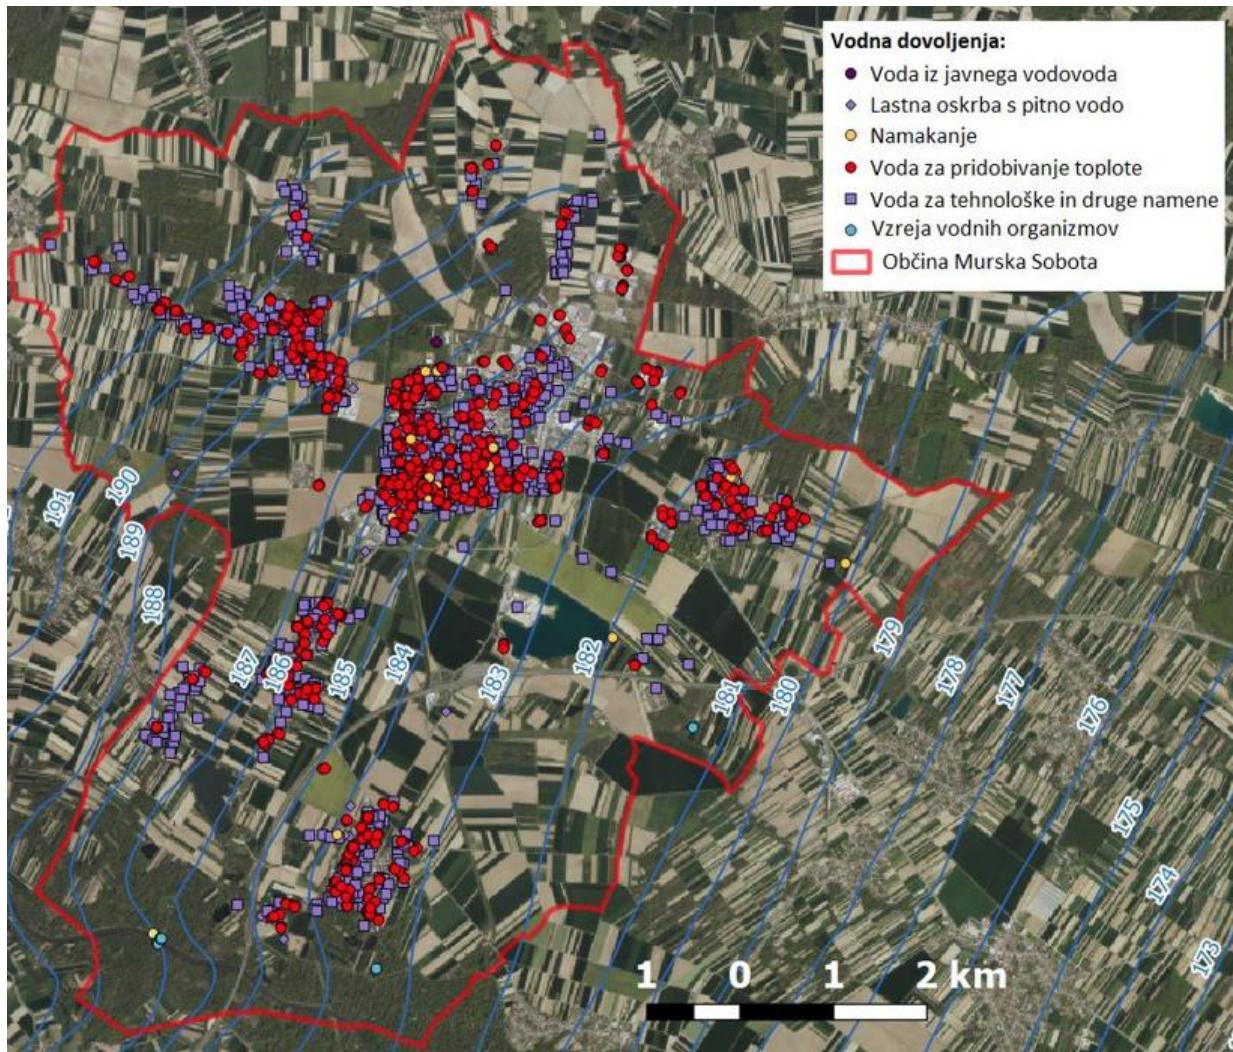 Vodna dovoljenja:
Voda iz javnega vodovoda
Lastna oskrba s pitno vodo
Namakanje
Voda za pridobivanje toplote
Voda za tehnološke in druge namene
Vzreja vodnih organizmov
Občina Murska Sobota
191
190
189
188
187
186
185
184
183
182
181
180
179
178
177
176
175
174
173
1 0 1 2 km